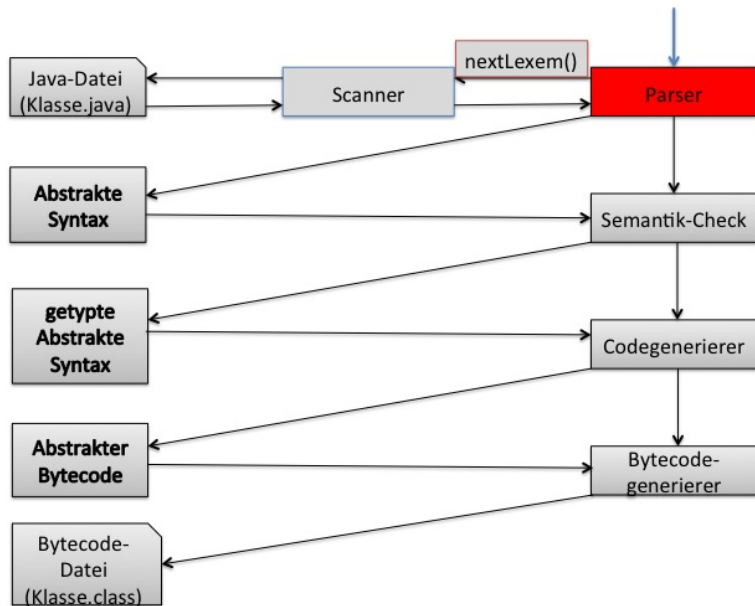 nextLexem()
Java-Datei
(Klasse.java)
Scanner
Parser
Abstrakte
Syntax
Semantik-Check
getypte
Abstrakte
Syntax
Codegenerierer
Abstrakter
Bytecode
Bytecode-
generierer
Bytecode-
Datei
(Klasse.class)